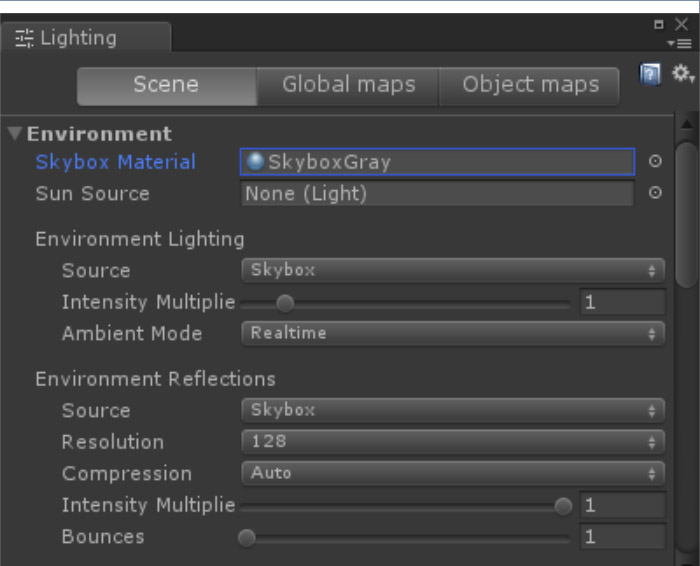 Lighting
Scene Global maps Object maps
Environment
Skybox Material SkyboxGray
Sun Source None (Light)
Environment Lighting
Source Skybox
Intensity Multiplie 1
Ambient Mode Realtime
Environment Reflections
Source Skybox
Resolution 128
Compression Auto
Intensity Multiplie 1
Bounces 1